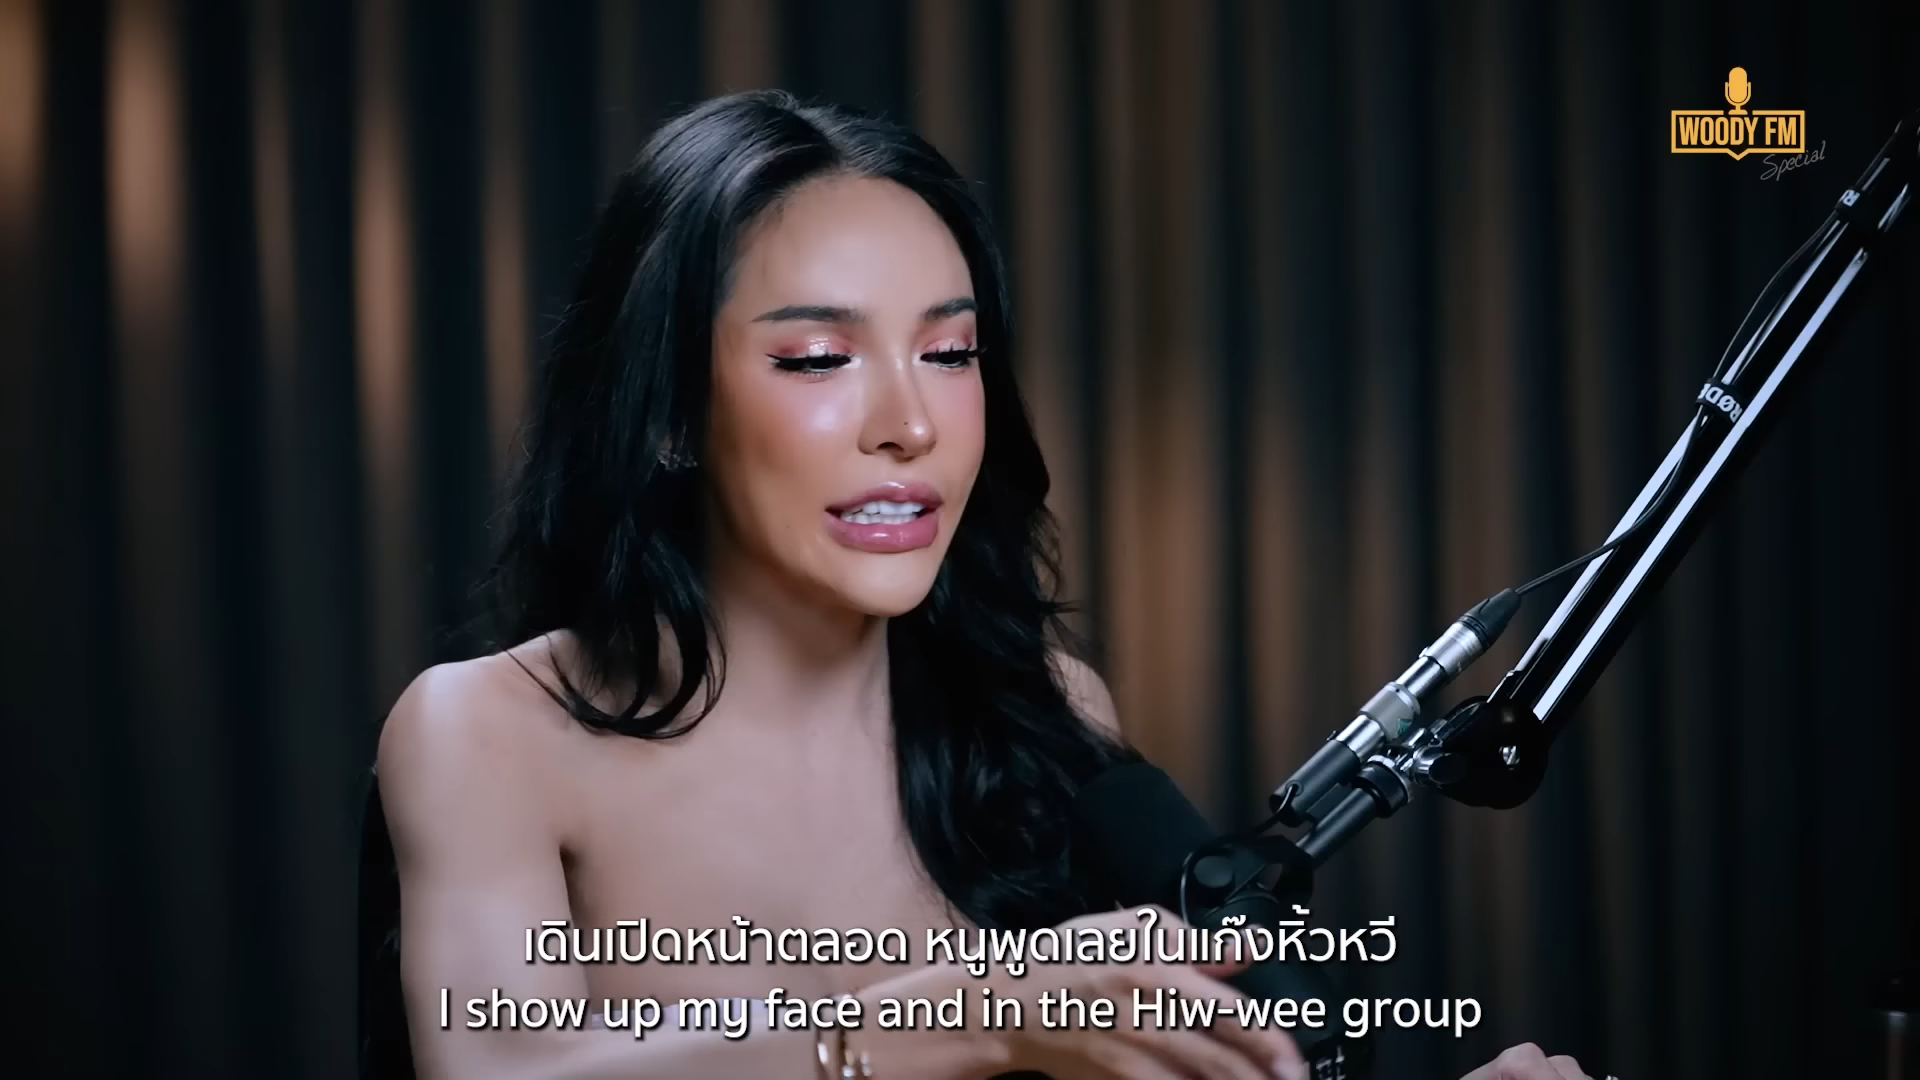 WOODY FM
Special
RØDE
เดินเปิดหน้าตลอด หนูพูดเลยในแก๊งหิ้วหวี
I show up my face and in the Hiw-wee group